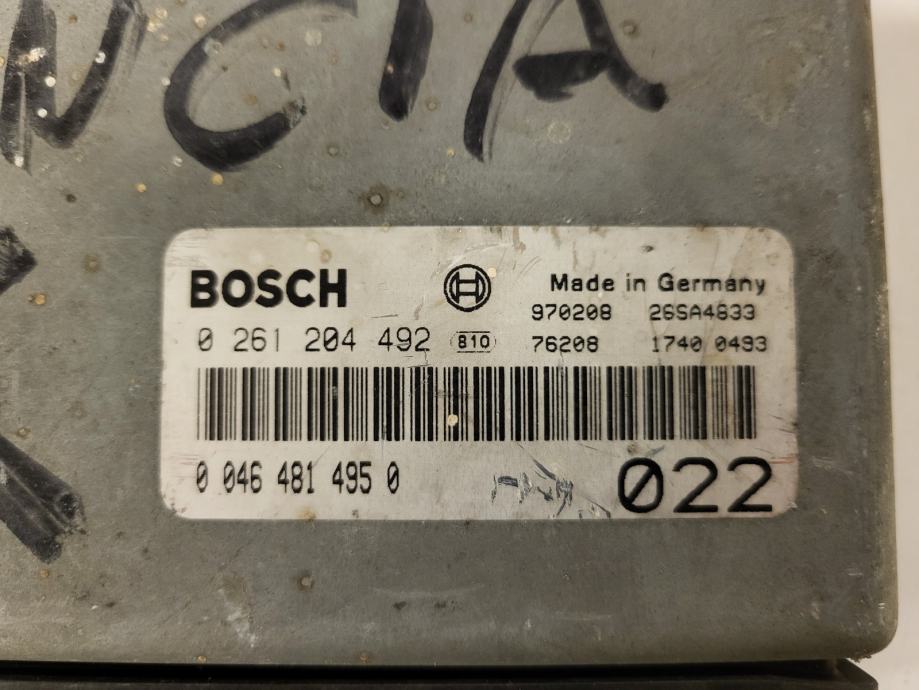 NCIA
BOSCH Made in Germany
970208 26SA4833
0 261 204 492 810 76208 1740 0493
0 046 481 495 0 022